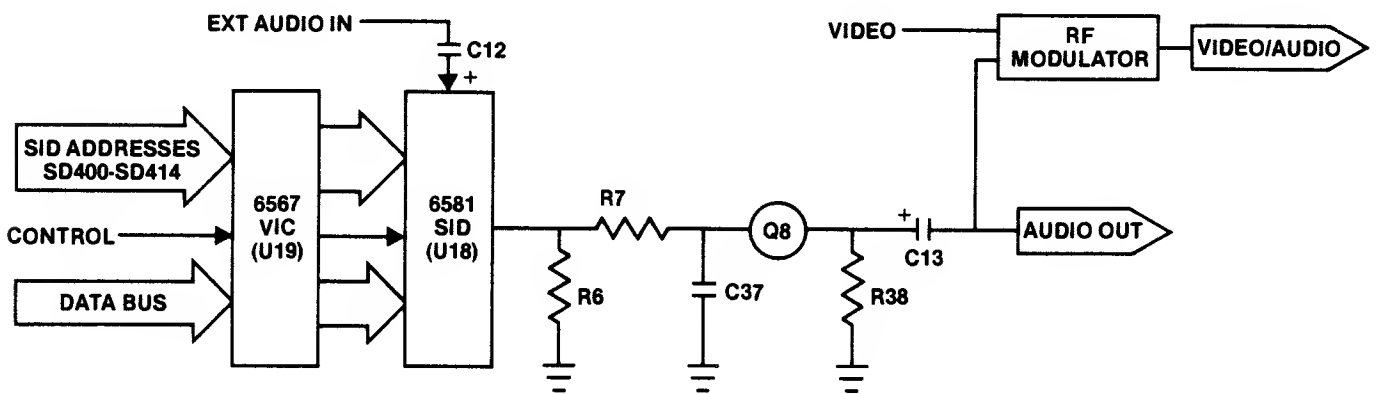 EXT AUDIO IN
C12
+
VIDEO
RF
MODULATOR
VIDEO/AUDIO
SID ADDRESSES
SD400-SD414
CONTROL
DATA BUS
6567
VIC
(U19)
6581
SID
(U18)
R7
R6
C37
Q8
R38
+
C13
AUDIO OUT